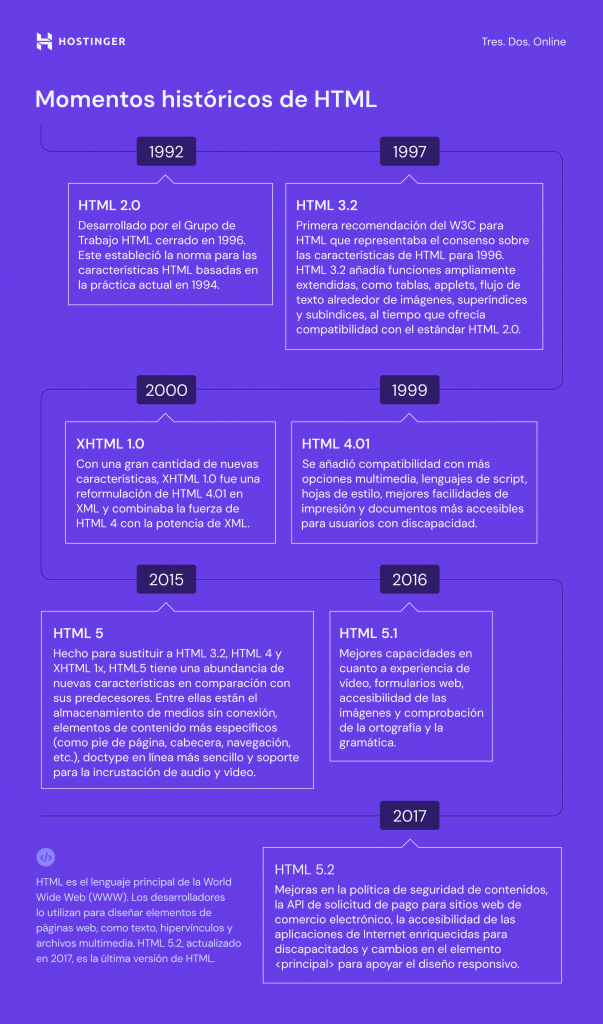 HOSTINGER
Tres. Dos. Online
Momentos históricos de HTML
1992
HTML 2.0
Desarrollado por el Grupo de
Trabajo HTML cerrado en 1996.
Este estableció la norma para las
características HTML basadas en
la práctica actual en 1994.
1997
HTML 3.2
Primera recomendación del W3C para
HTML que representaba el consenso sobre
las características de HTML para 1996.
HTML 3.2 añadía funciones ampliamente
extendidas, como tablas, applets, flujo de
texto alrededor de imágenes, superíndices
y subíndices, al tiempo que ofrecía
compatibilidad con el estándar HTML 2.0.
1999
HTML 4.01
Se añadió compatibilidad con más
opciones multimedia, lenguajes de script,
hojas de estilo, mejores facilidades de
impresión y documentos más accesibles
para usuarios con discapacidad.
2000
XHTML 1.0
Con una gran cantidad de nuevas
características, XHTML 1.0 fue una
reformulación de HTML 4.01 en
XML y combinaba la fuerza de
HTML 4 con la potencia de XML.
2015
HTML 5
Hecho para sustituir a HTML 3.2, HTML 4 y
XHTML 1x, HTML5 tiene una abundancia de
nuevas características en comparación con
sus predecesores. Entre ellas están el
almacenamiento de medios sin conexión,
elementos de contenido más específicos
(como pie de página, cabecera, navegación,
etc.), doctype en línea más sencillo y soporte
para la incrustación de audio y vídeo.
2016
HTML 5.1
Mejores capacidades en
cuanto a experiencia de
vídeo, formularios web,
accesibilidad de las
imágenes y comprobación
de la ortografía y la
gramática.
2017
HTML 5.2
Mejoras en la política de seguridad de contenidos,
la API de solicitud de pago para sitios web de
comercio electrónico, la accesibilidad de las
aplicaciones de Internet enriquecidas para
discapacitados y cambios en el elemento
<principal> para apoyar el diseño responsivo.
</>
HTML es el lenguaje principal de la World
Wide Web (WWW). Los desarrolladores
lo utilizan para diseñar elementos de
páginas web, como texto, hipervínculos y
archivos multimedia. HTML 5.2, actualizado
en 2017, es la última versión de HTML.